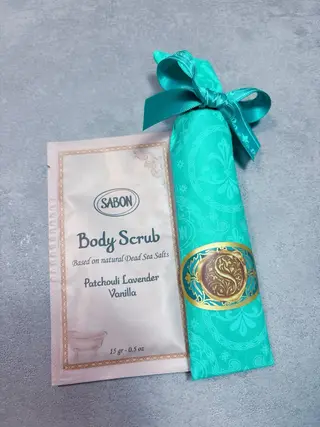 SABON
Body Scrub
Based on natural Dead Sea Salts
Patchouli Lavender
Vanilla
15 gr - 0.5 oz